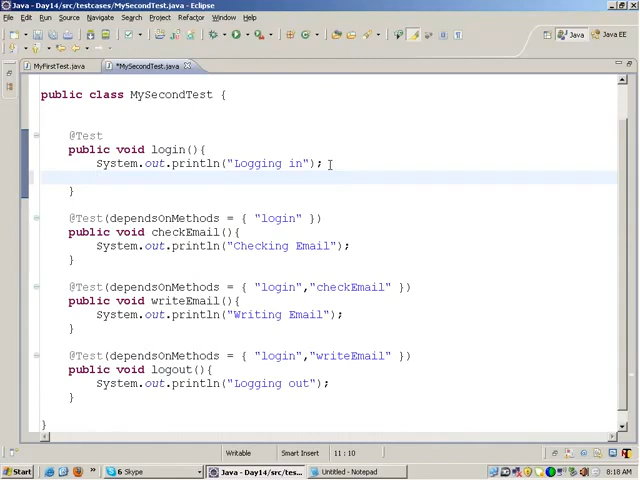 Java - Day14/src/testcases/MySecondTest.java - Eclipse
File Edit Run Source Navigate Search Project Refactor Window Help
Java Java EE
MyFirstTest.java *MySecondTest.java
public class MySecondTest {
@Test
public void login(){
System.out.println("Logging in");
}
@Test(dependsOnMethods = { "login" })
public void checkEmail(){
System.out.println("Checking Email");
}
@Test(dependsOnMethods = { "login","checkEmail" })
public void writeEmail(){
System.out.println("Writing Email");
}
@Test(dependsOnMethods = { "login","writeEmail" })
public void logout(){
System.out.println("Logging out");
}
}
Writable Smart Insert 11 : 10
Start 6 Skype Java - Day14/src/tes... Untitled - Notepad 8:18 AM